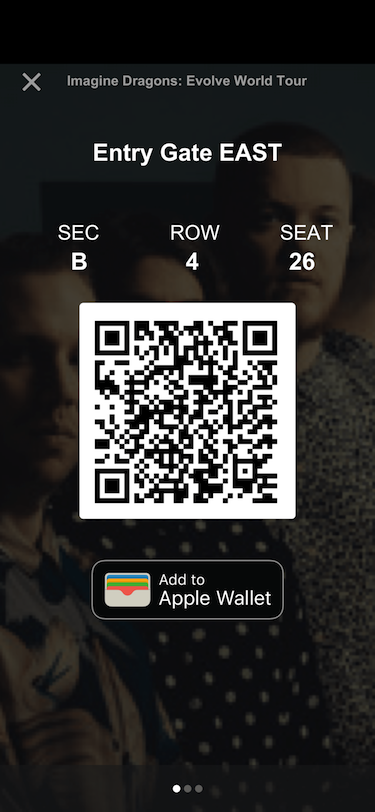 Imagine Dragons: Evolve World Tour
Entry Gate EAST
SEC ROW SEAT
B 4 26
Add to
Apple Wallet